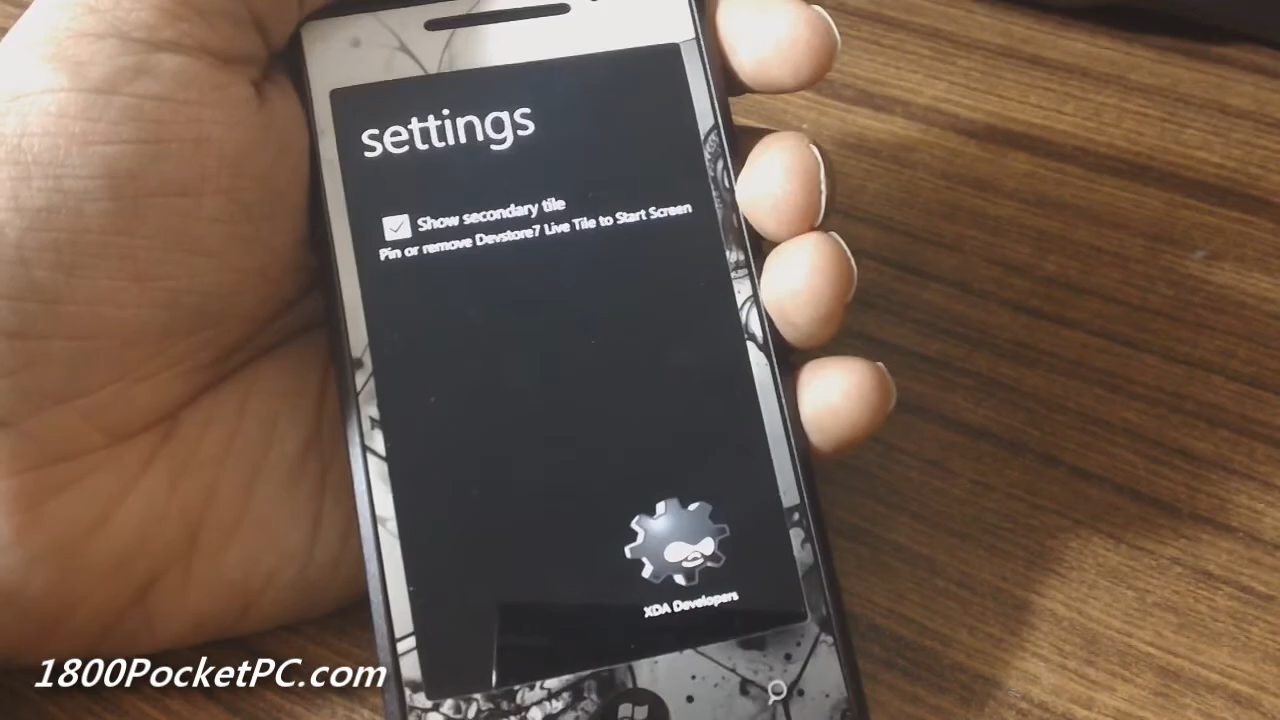 settings
Show secondary tile
Pin or remove Devstore7 Live Tile to Start Screen
XDA Developers
1800PocketPC.com